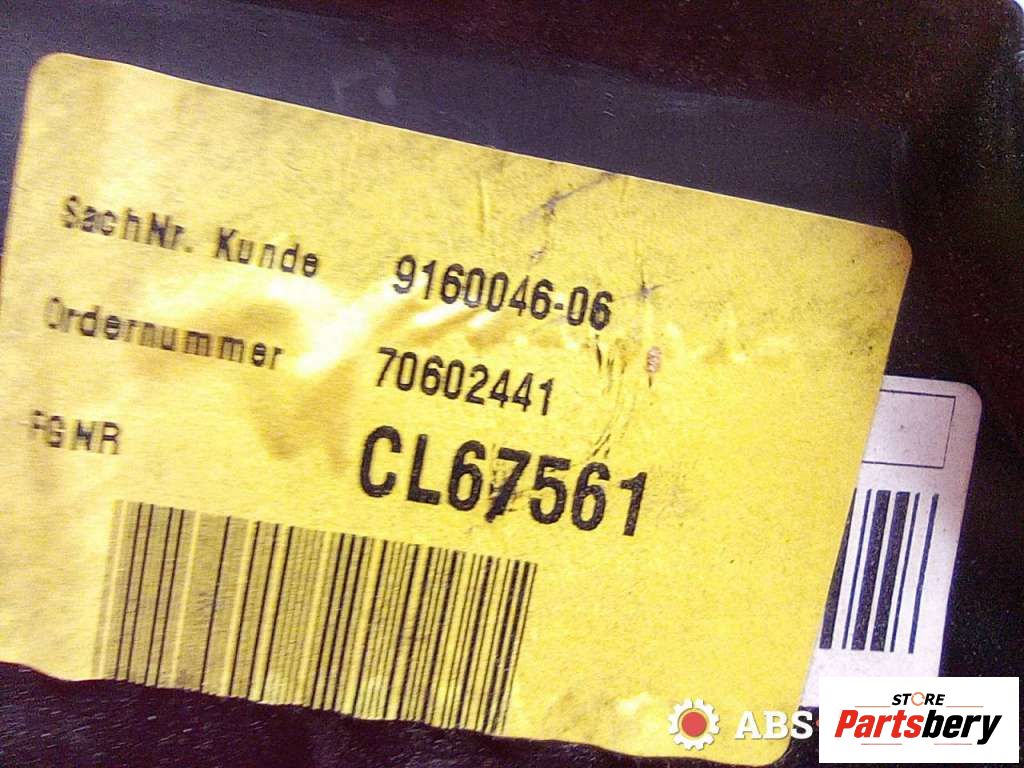 SachNr. Kunde 9160046-06
Ordernummer 70602441
FGNR CL67561
ABS
STORE
Partsbery